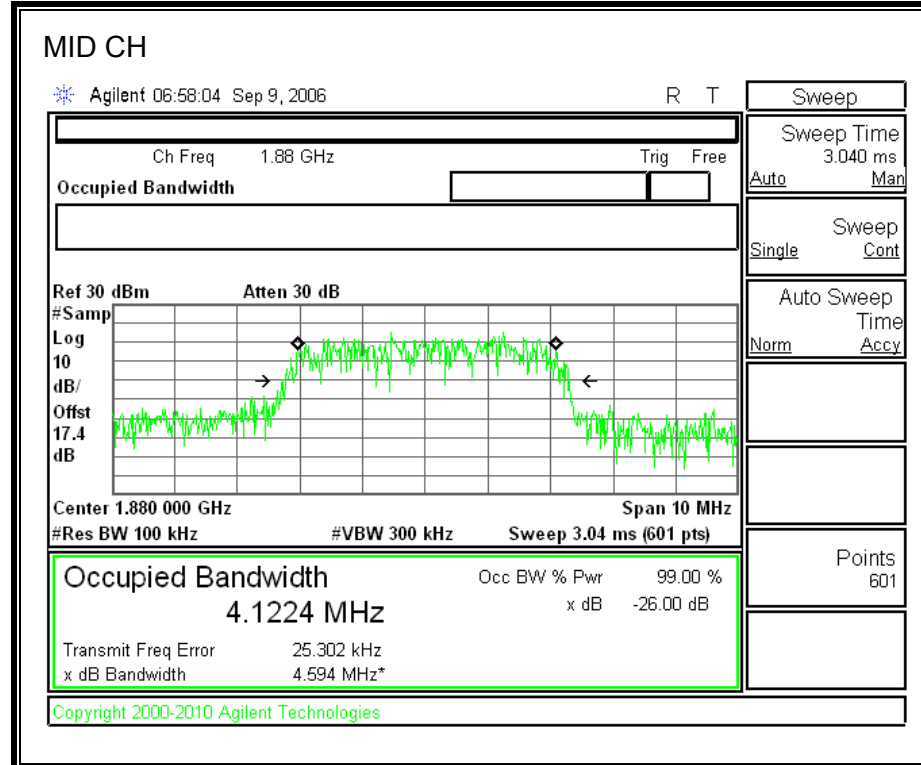 MID CH
Agilent 06:58:04 Sep 9, 2006 R T
Ch Freq 1.88 GHz Trig Free
Occupied Bandwidth
Ref 30 dBm Atten 30 dB
#Samp
Log
10
dB/
Offst
17.4
dB
Center 1.880 000 GHz Span 10 MHz
#Res BW 100 kHz #VBW 300 kHz Sweep 3.04 ms (601 pts)
Occupied Bandwidth Occ BW % Pwr 99.00 %
4.1224 MHz x dB -26.00 dB
Transmit Freq Error 25.302 kHz
x dB Bandwidth 4.594 MHz*
Copyright 2000-2010 Agilent Technologies
Sweep
Sweep Time
3.040 ms
Auto Man
Sweep
Single Cont
Auto Sweep
Time
Norm Accy
Points
601